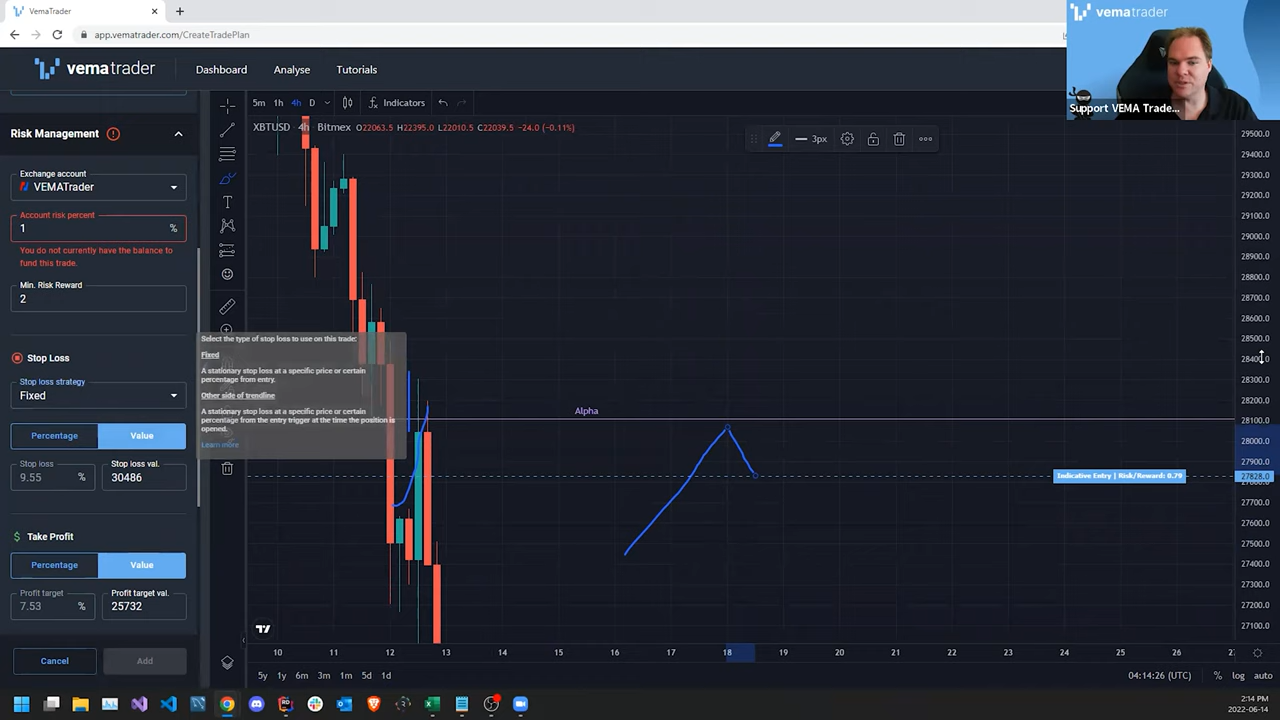 VemaTrader
app.vematrader.com/CreateTradePlan
vematrader
Support VEMA Trade...
vematrader
Dashboard
Analyse
Tutorials
5m 1h 4h D
Indicators
XBTUSD 4h Bitmex O22063.5 H22395.0 L22010.5 C22039.5 −24.0 (−0.11%)
3px
Risk Management
Exchange account
VEMATrader
Account risk percent
1 %
You do not currently have the balance to
fund this trade.
Min. Risk Reward
2
Stop Loss
Stop loss strategy
Fixed
Percentage
Value
Stop loss
9.55 %
Stop loss val.
30486
Take Profit
Percentage
Value
Profit target
7.53 %
Profit target val.
25732
Cancel
Add
Select the type of stop loss to use on this trade:
Fixed
A stationary stop loss at a specific price or certain
percentage from entry.
Other side of trendline
A stationary stop loss at a specific price or certain
percentage from the entry trigger at the time the position is
opened.
Learn more
Alpha
Indicative Entry | Risk/Reward: 0.79
29500.0
29400.0
29300.0
29200.0
29100.0
29000.0
28900.0
28800.0
28700.0
28600.0
28500.0
28400.0
28300.0
28200.0
28100.0
28000.0
27900.0
27828.0
27700.0
27600.0
27500.0
27400.0
27300.0
27200.0
27100.0
10 11 12 13 15 16 17 18 19 20 21 22 23 24 25 26
5y 1y 6m 3m 1m 5d 1d
04:14:26 (UTC)
% log auto
2:14 PM
2022-06-14